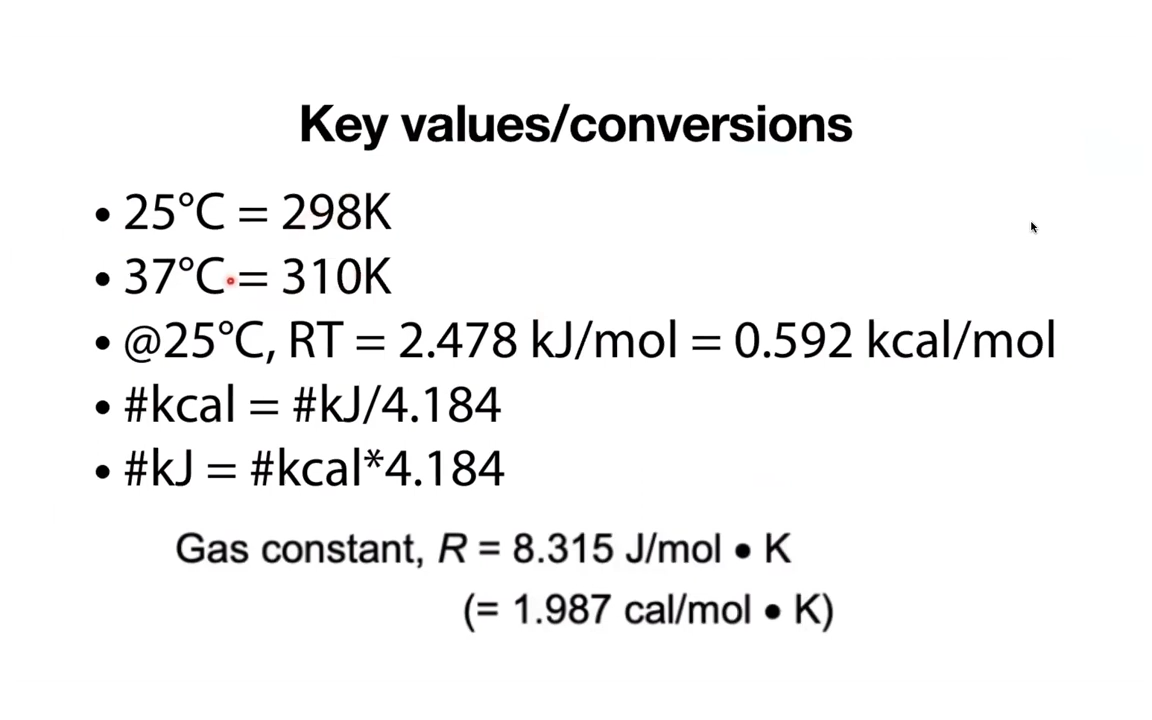 Key values/conversions
• 25°C = 298K
• 37°C = 310K
• @25°C, RT = 2.478 kJ/mol = 0.592 kcal/mol
• #kcal = #kJ/4.184
• #kJ = #kcal*4.184
Gas constant, R = 8.315 J/mol • K
(= 1.987 cal/mol • K)